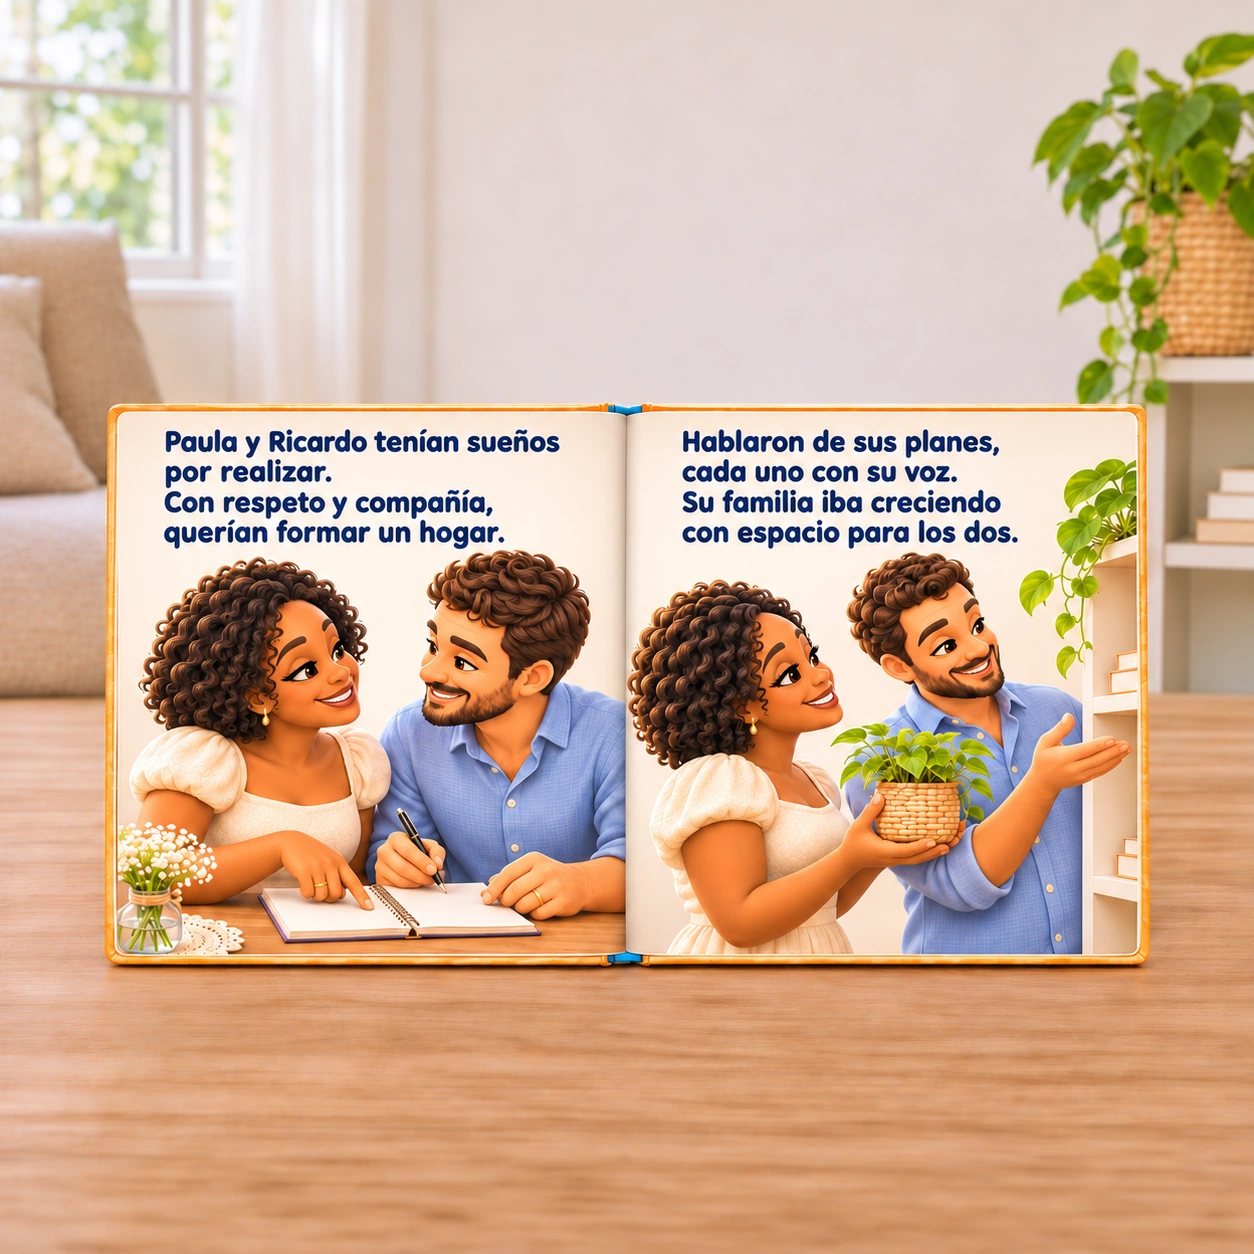 Paula y Ricardo tenían sueños
por realizar.
Con respeto y compañía,
querían formar un hogar.
Hablaron de sus planes,
cada uno con su voz.
Su familia iba creciendo
con espacio para los dos.